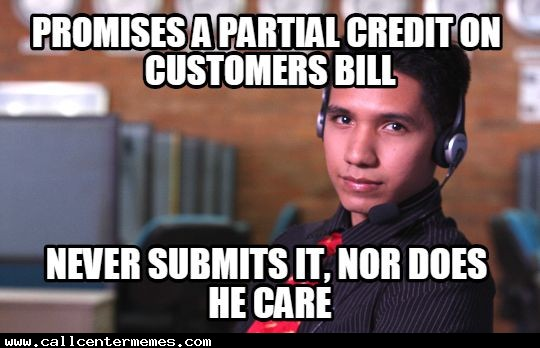 PROMISES A PARTIAL CREDIT ON
CUSTOMERS BILL
NEVER SUBMITS IT, NOR DOES
HE CARE
www.callcentermemes.com